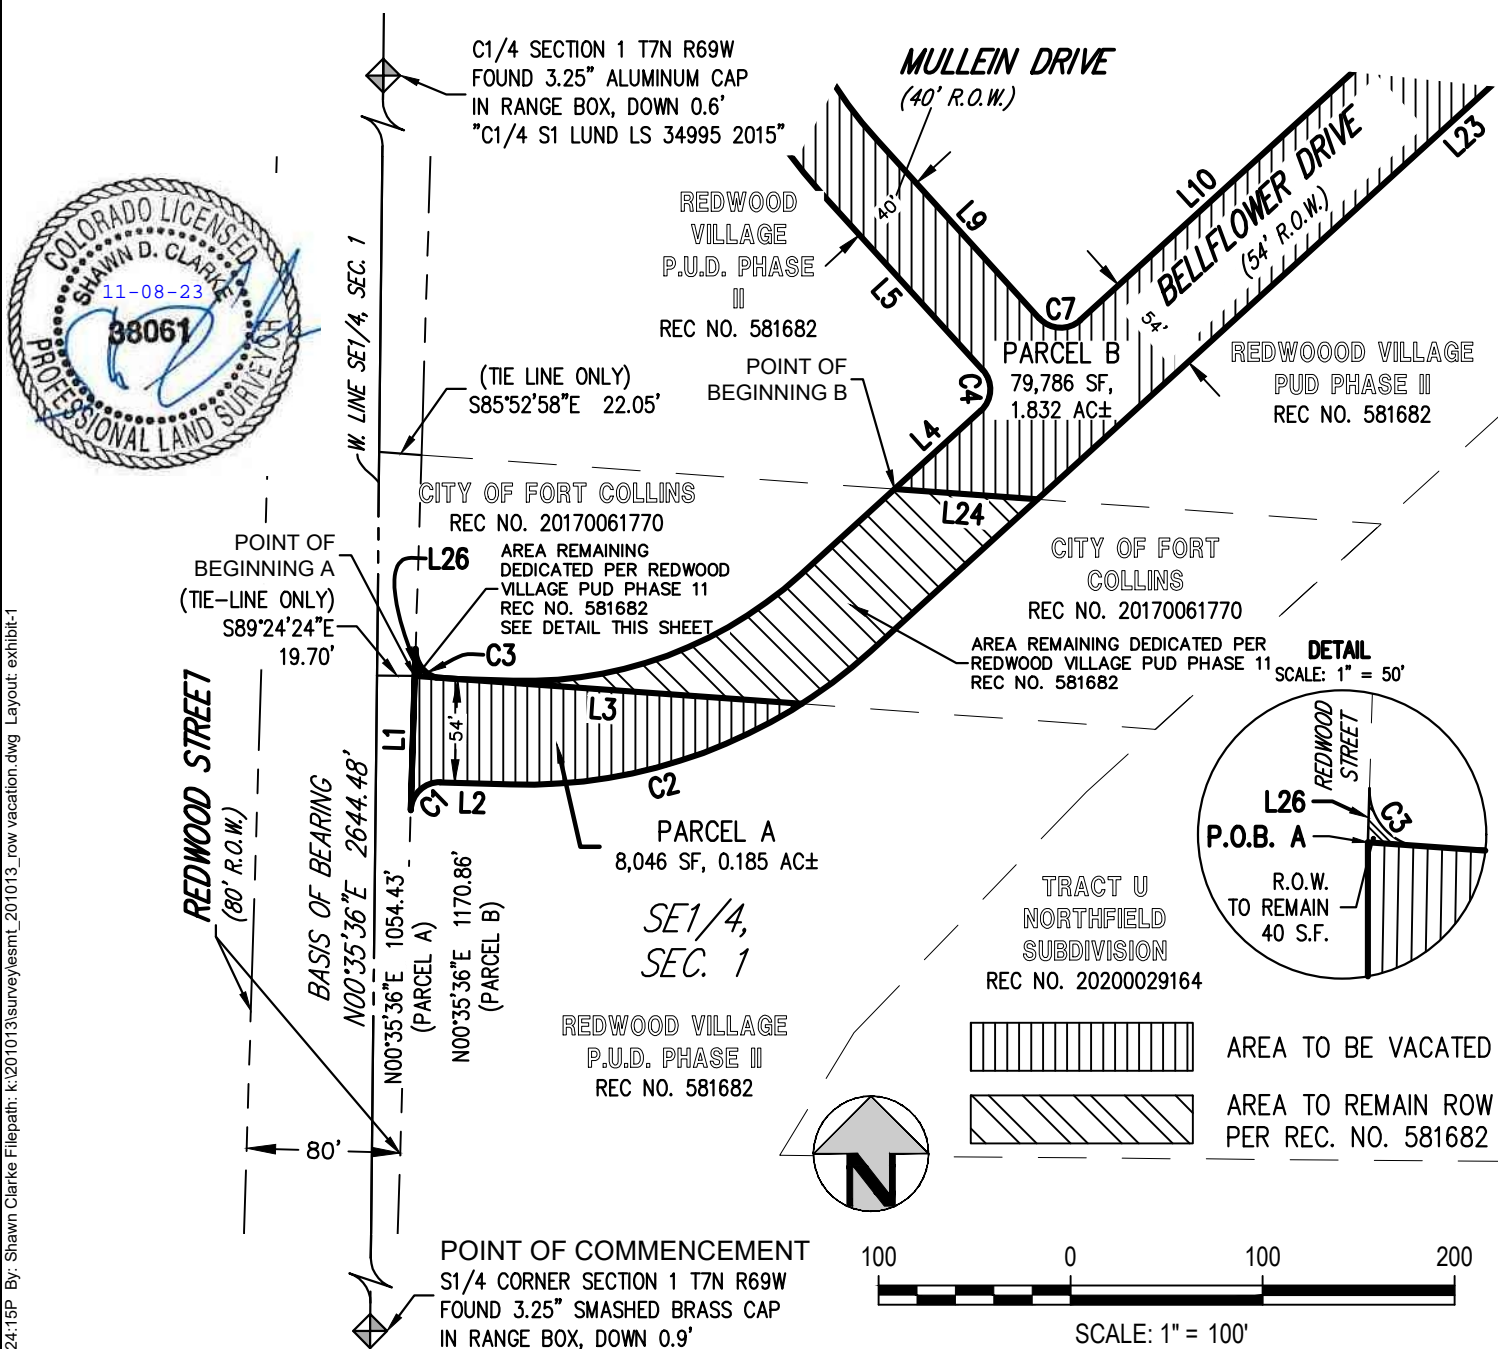 C1/4 SECTION 1 T7N R69W
FOUND 3.25" ALUMINUM CAP
IN RANGE BOX, DOWN 0.6'
"C1/4 S1 LUND LS 34995 2015"
MULLEIN DRIVE
(40' R.O.W.)
L23
L10
BELLFLOWER DRIVE
(54' R.O.W.)
54'
40'
L9
L5
C7
C4
L4
REDWOOD
VILLAGE
P.U.D. PHASE
II
REC NO. 581682
COLORADO LICENSED
SHAWN D. CLARKE
11-08-23
38061
PROFESSIONAL LAND SURVEYOR
W. LINE SE1/4, SEC. 1
(TIE LINE ONLY)
S85°52'58"E 22.05'
POINT OF
BEGINNING B
PARCEL B
79,786 SF,
1.832 AC±
REDWOOOD VILLAGE
PUD PHASE II
REC NO. 581682
CITY OF FORT COLLINS
REC NO. 20170061770
L24
POINT OF
BEGINNING A
(TIE-LINE ONLY)
S89°24'24"E
19.70'
L26
AREA REMAINING
DEDICATED PER REDWOOD
VILLAGE PUD PHASE 11
REC NO. 581682
SEE DETAIL THIS SHEET
CITY OF FORT
COLLINS
REC NO. 20170061770
AREA REMAINING DEDICATED PER
REDWOOD VILLAGE PUD PHASE 11
REC NO. 581682
C3
L3
L1
54'
C1
L2
C2
PARCEL A
8,046 SF, 0.185 AC±
DETAIL
SCALE: 1" = 50'
REDWOOD
STREET
L26
C3
P.O.B. A
R.O.W.
TO REMAIN
40 S.F.
REDWOOD STREET
(80' R.O.W.)
BASIS OF BEARING
N00°35'36"E 2644.48'
N00°35'36"E 1054.43'
(PARCEL A)
N00°35'36"E 1170.86'
(PARCEL B)
SE1/4,
SEC. 1
TRACT U
NORTHFIELD
SUBDIVISION
REC NO. 20200029164
REDWOOD VILLAGE
P.U.D. PHASE II
REC NO. 581682
AREA TO BE VACATED
AREA TO REMAIN ROW
PER REC. NO. 581682
80'
N
POINT OF COMMENCEMENT
S1/4 CORNER SECTION 1 T7N R69W
FOUND 3.25" SMASHED BRASS CAP
IN RANGE BOX, DOWN 0.9'
100 0 100 200
SCALE: 1" = 100'
24:15P By: Shawn Clarke Filepath: k:\201013\survey\esmt_201013_row vacation.dwg Layout: exhibit-1